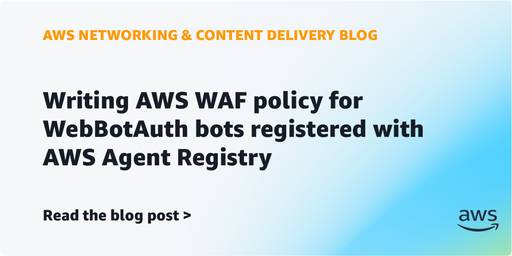 AWS NETWORKING & CONTENT DELIVERY BLOG
Writing AWS WAF policy for
WebBotAuth bots registered with
AWS Agent Registry
Read the blog post >
aws